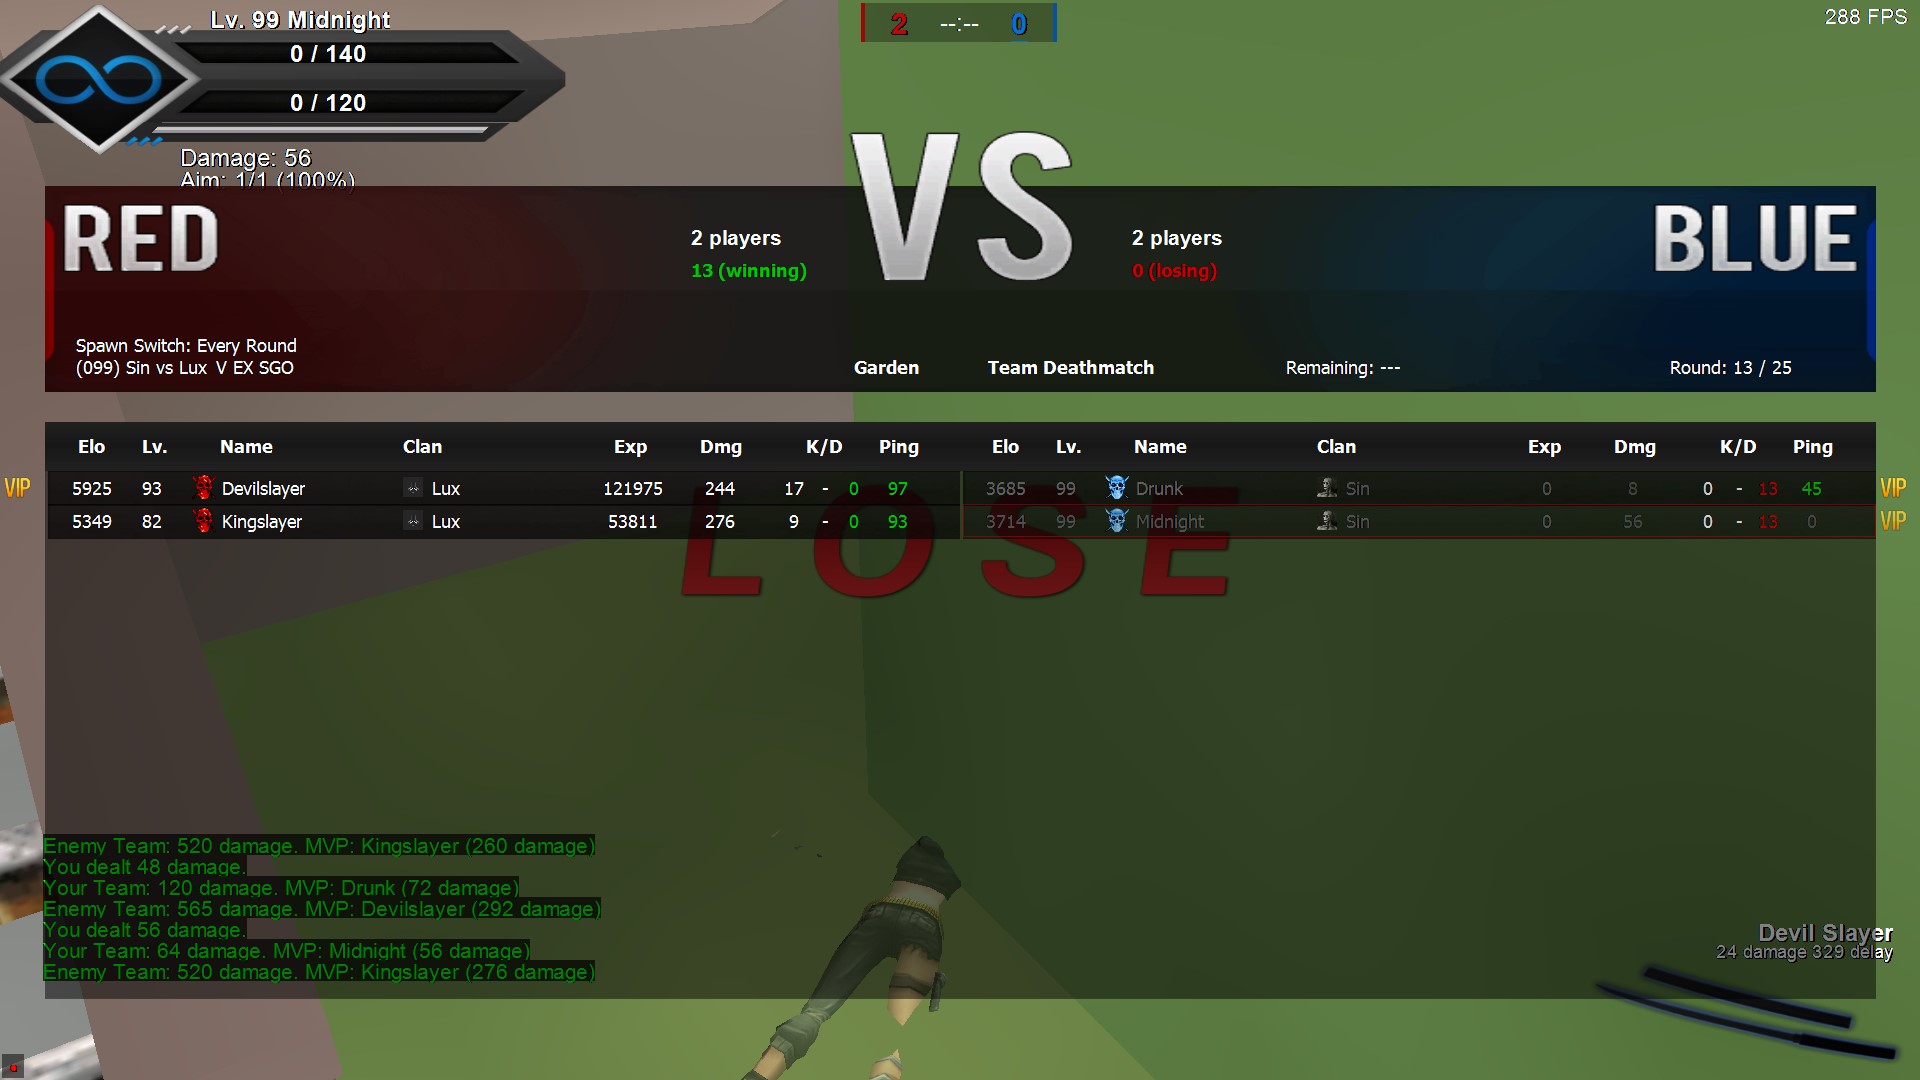 Lv. 99 Midnight
0 / 140
0 / 120
Damage: 56
Aim: 1/1 (100%)
2 --:-- 0
288 FPS
RED
VS
BLUE
2 players
13 (winning)
2 players
0 (losing)
Spawn Switch: Every Round
(099) Sin vs Lux V EX SGO
Garden Team Deathmatch Remaining: --- Round: 13 / 25
Elo Lv. Name Clan Exp Dmg K/D Ping Elo Lv. Name Clan Exp Dmg K/D Ping
VIP 5925 93 Devilslayer Lux 121975 244 17 - 0 97 3685 99 Drunk Sin 0 8 0 - 13 45 VIP
5349 82 Kingslayer Lux 53811 276 9 - 0 93 3714 99 Midnight Sin 0 56 0 - 13 0 VIP
LOSE
Enemy Team: 520 damage. MVP: Kingslayer (260 damage)
You dealt 48 damage.
Your Team: 120 damage. MVP: Drunk (72 damage)
Enemy Team: 565 damage. MVP: Devilslayer (292 damage)
You dealt 56 damage.
Your Team: 64 damage. MVP: Midnight (56 damage)
Enemy Team: 520 damage. MVP: Kingslayer (276 damage)
Devil Slayer
24 damage 329 delay